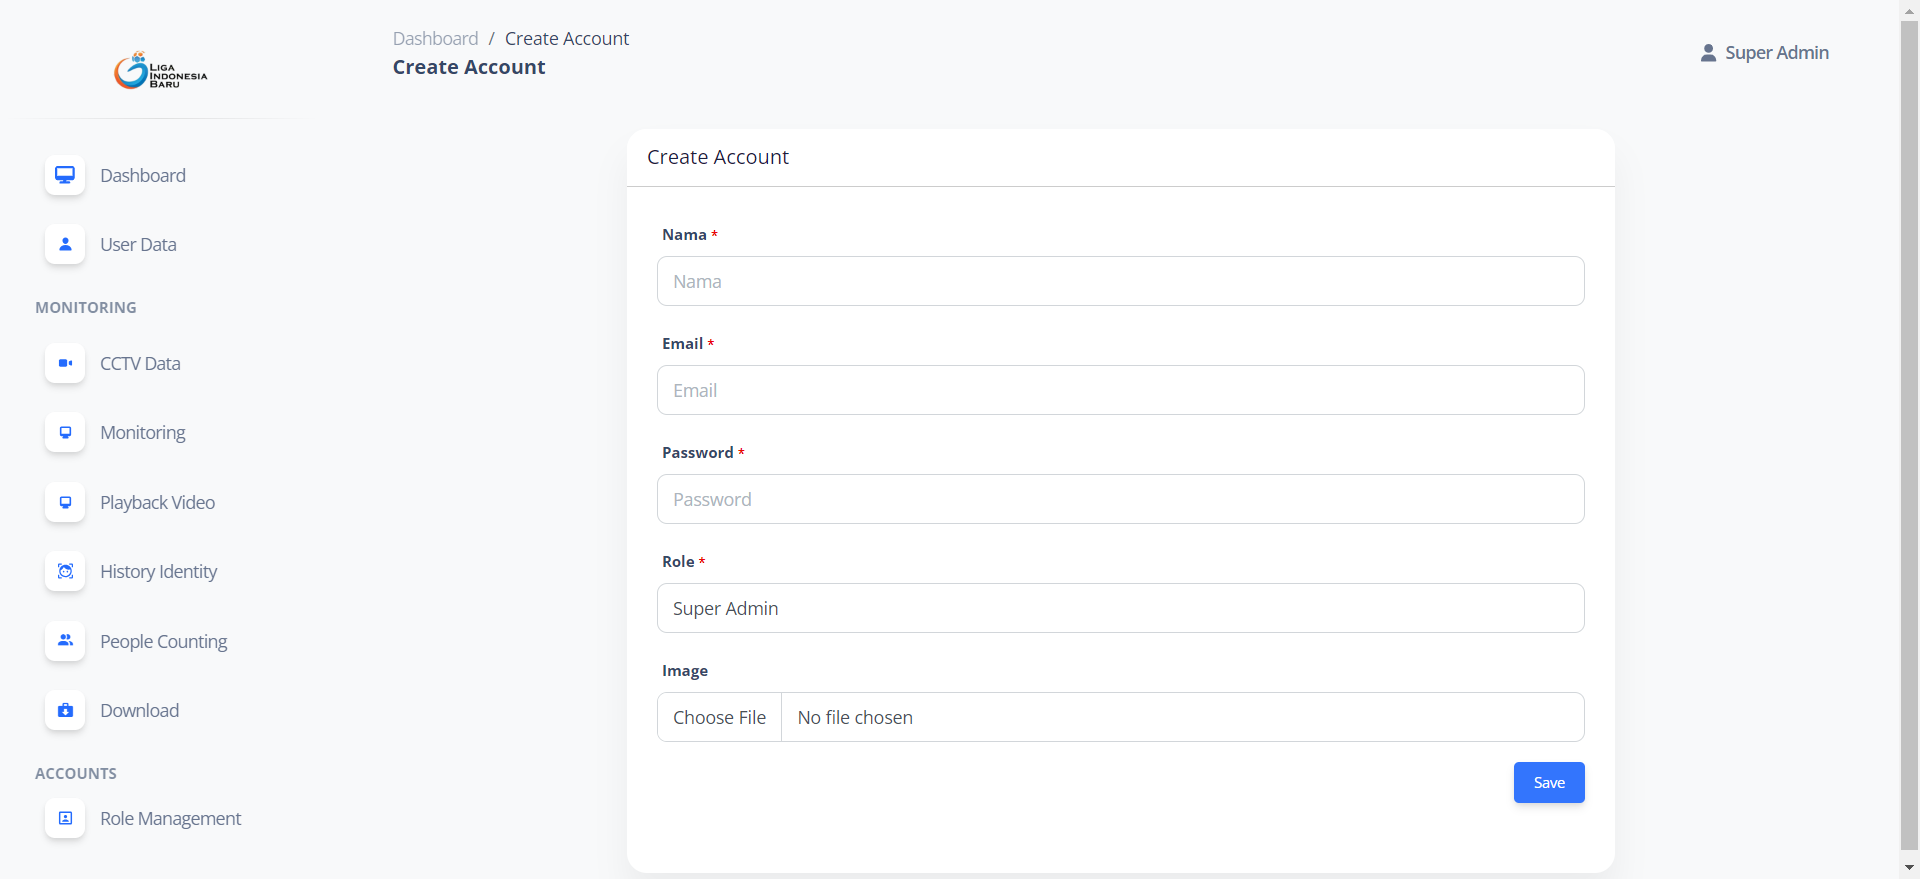 LIGA
INDONESIA
BARU
Dashboard / Create Account
Create Account
Super Admin
Dashboard
User Data
MONITORING
CCTV Data
Monitoring
Playback Video
History Identity
People Counting
Download
ACCOUNTS
Role Management
Create Account
Nama *
Nama
Email *
Email
Password *
Password
Role *
Super Admin
Image
Choose File No file chosen
Save